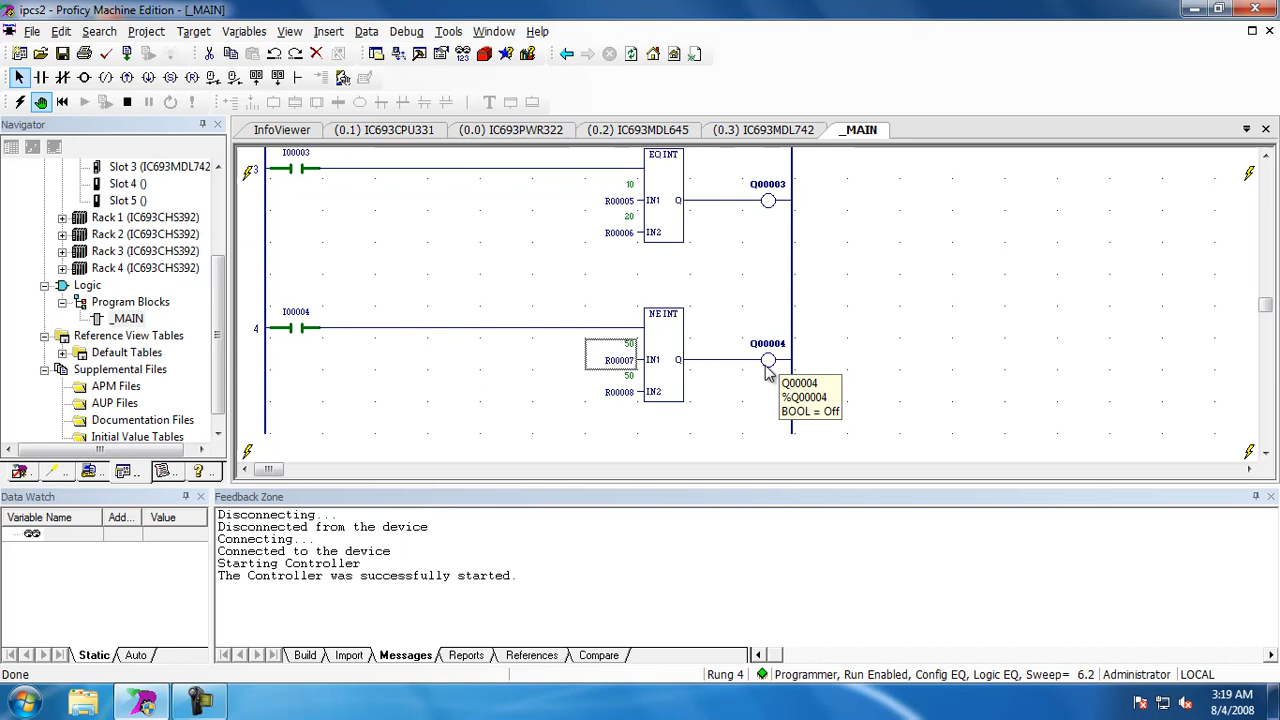 ipcs2 - Proficy Machine Edition - [_MAIN]
File Edit Search Project Target Variables View Insert Data Debug Tools Window Help
Navigator
InfoViewer
(0.1) IC693CPU331
(0.0) IC693PWR322
(0.2) IC693MDL645
(0.3) IC693MDL742
_MAIN
Slot 3 (IC693MDL742
Slot 4 ()
Slot 5 ()
Rack 1 (IC693CHS392)
Rack 2 (IC693CHS392)
Rack 3 (IC693CHS392)
Rack 4 (IC693CHS392)
Logic
Program Blocks
_MAIN
Reference View Tables
Default Tables
Supplemental Files
APM Files
AUP Files
Documentation Files
Initial Value Tables
3
I00003
EQ INT
10
R00005
IN1
Q
Q00003
20
R00006
IN2
4
I00004
NE INT
50
R00007
IN1
Q
Q00004
50
R00008
IN2
Q00004
%Q00004
BOOL = Off
Data Watch
Variable Name Add... Value
Static Auto
Feedback Zone
Disconnecting...
Disconnected from the device
Connecting...
Connected to the device
Starting Controller
The Controller was successfully started.
Build Import Messages Reports References Compare
Done
Rung 4
Programmer, Run Enabled, Config EQ, Logic EQ, Sweep= 6.2
Administrator
LOCAL
3:19 AM
8/4/2008